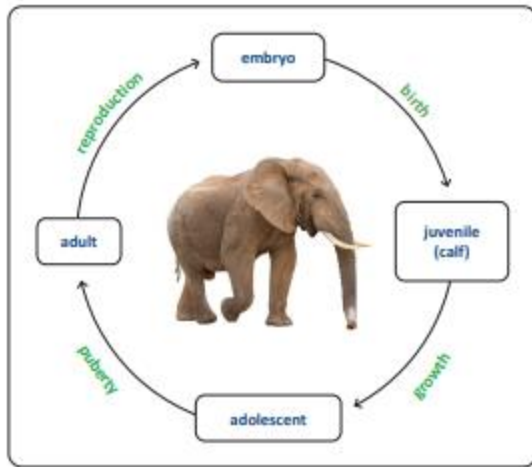 embryo
reproduction
birth
adult
juvenile
(calf)
puberty
growth
adolescent